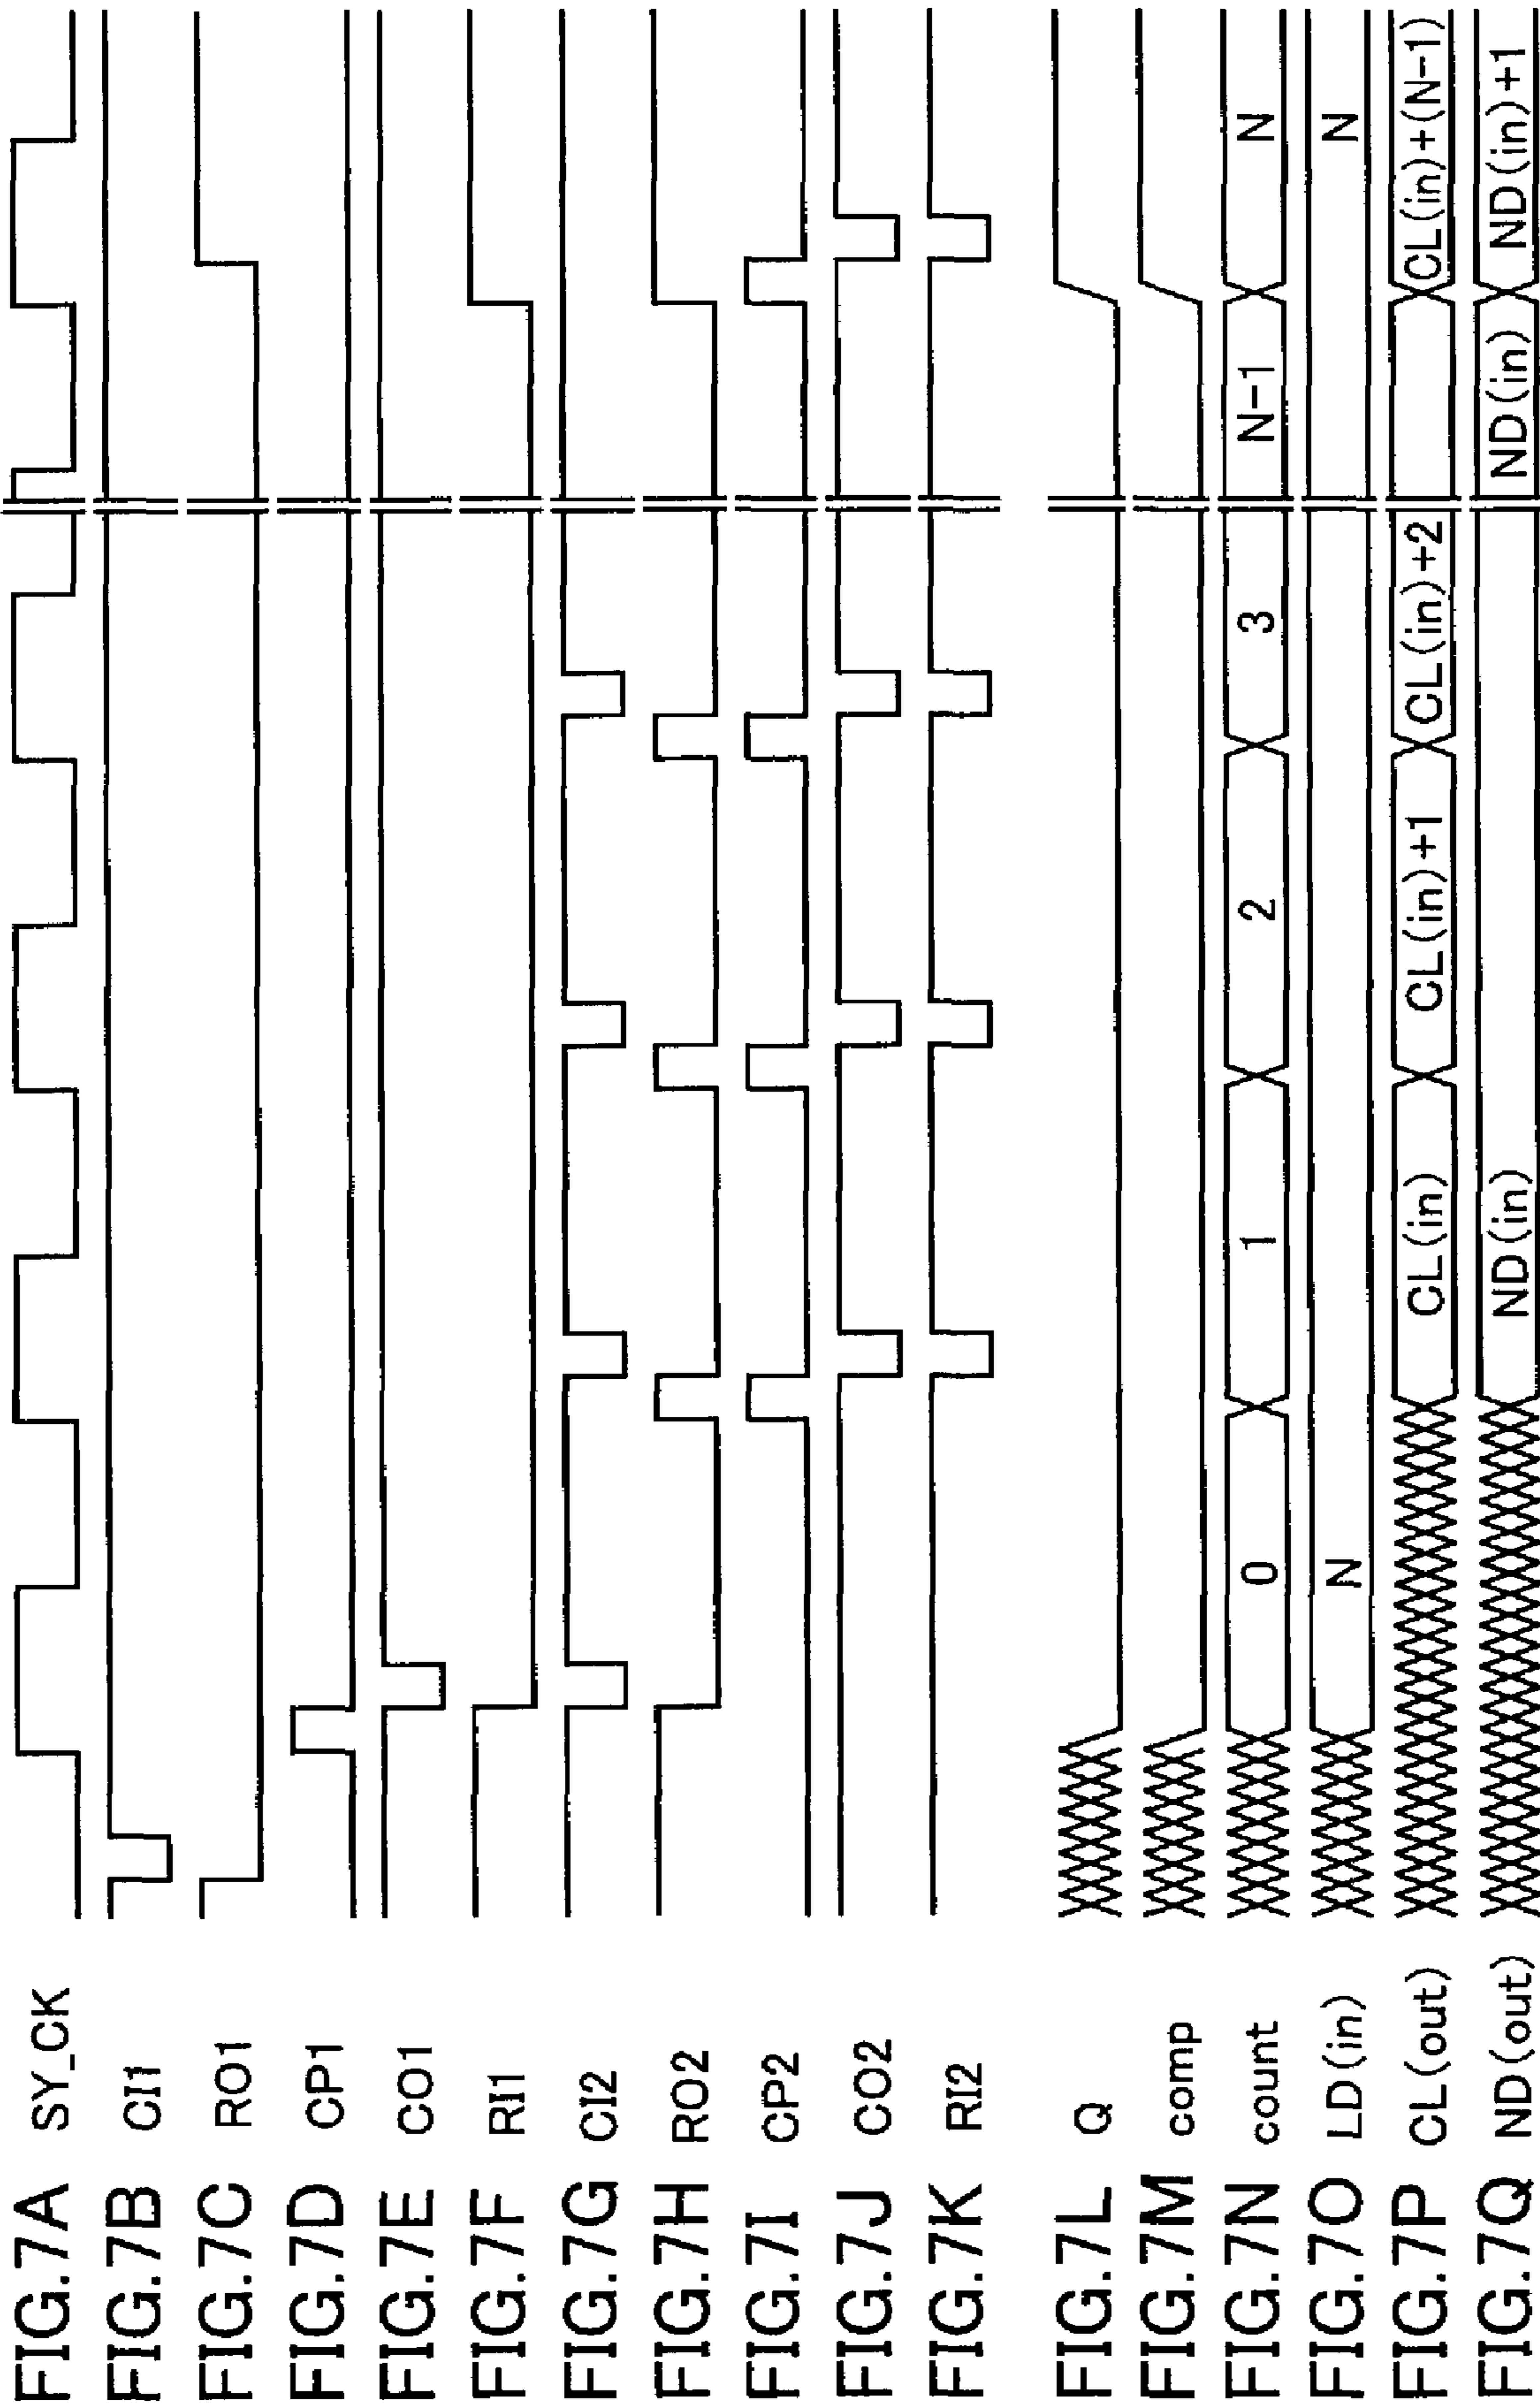 FIG.7A SY_CK
FIG.7B CI1
FIG.7C RO1
FIG.7D CP1
FIG.7E CO1
FIG.7F RI1
FIG.7G CI2
FIG.7H RO2
FIG.7I CP2
FIG.7J CO2
FIG.7K RI2
FIG.7L Q
FIG.7M comp
FIG.7N count 0 1 2 3 N-1 N
FIG.7O LD(in) N N
FIG.7P CL(out) CL(in) CL(in)+1 CL(in)+2 CL(in)+(N-1)
FIG.7Q ND(out) ND(in) ND(in) ND(in)+1